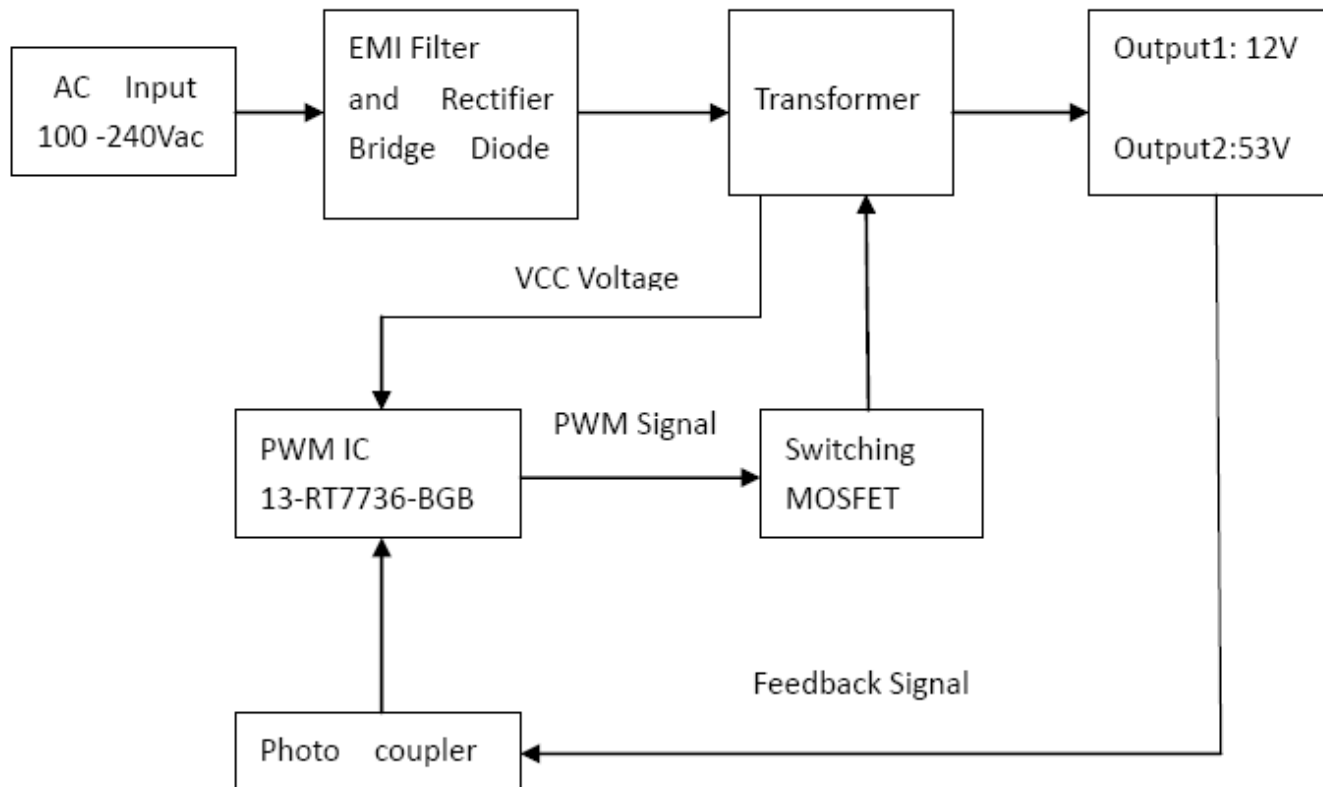 AC Input
100 -240Vac
EMI Filter
and Rectifier
Bridge Diode
Transformer
Output1: 12V
Output2:53V
VCC Voltage
PWM IC
13-RT7736-BGB
PWM Signal
Switching
MOSFET
Feedback Signal
Photo coupler